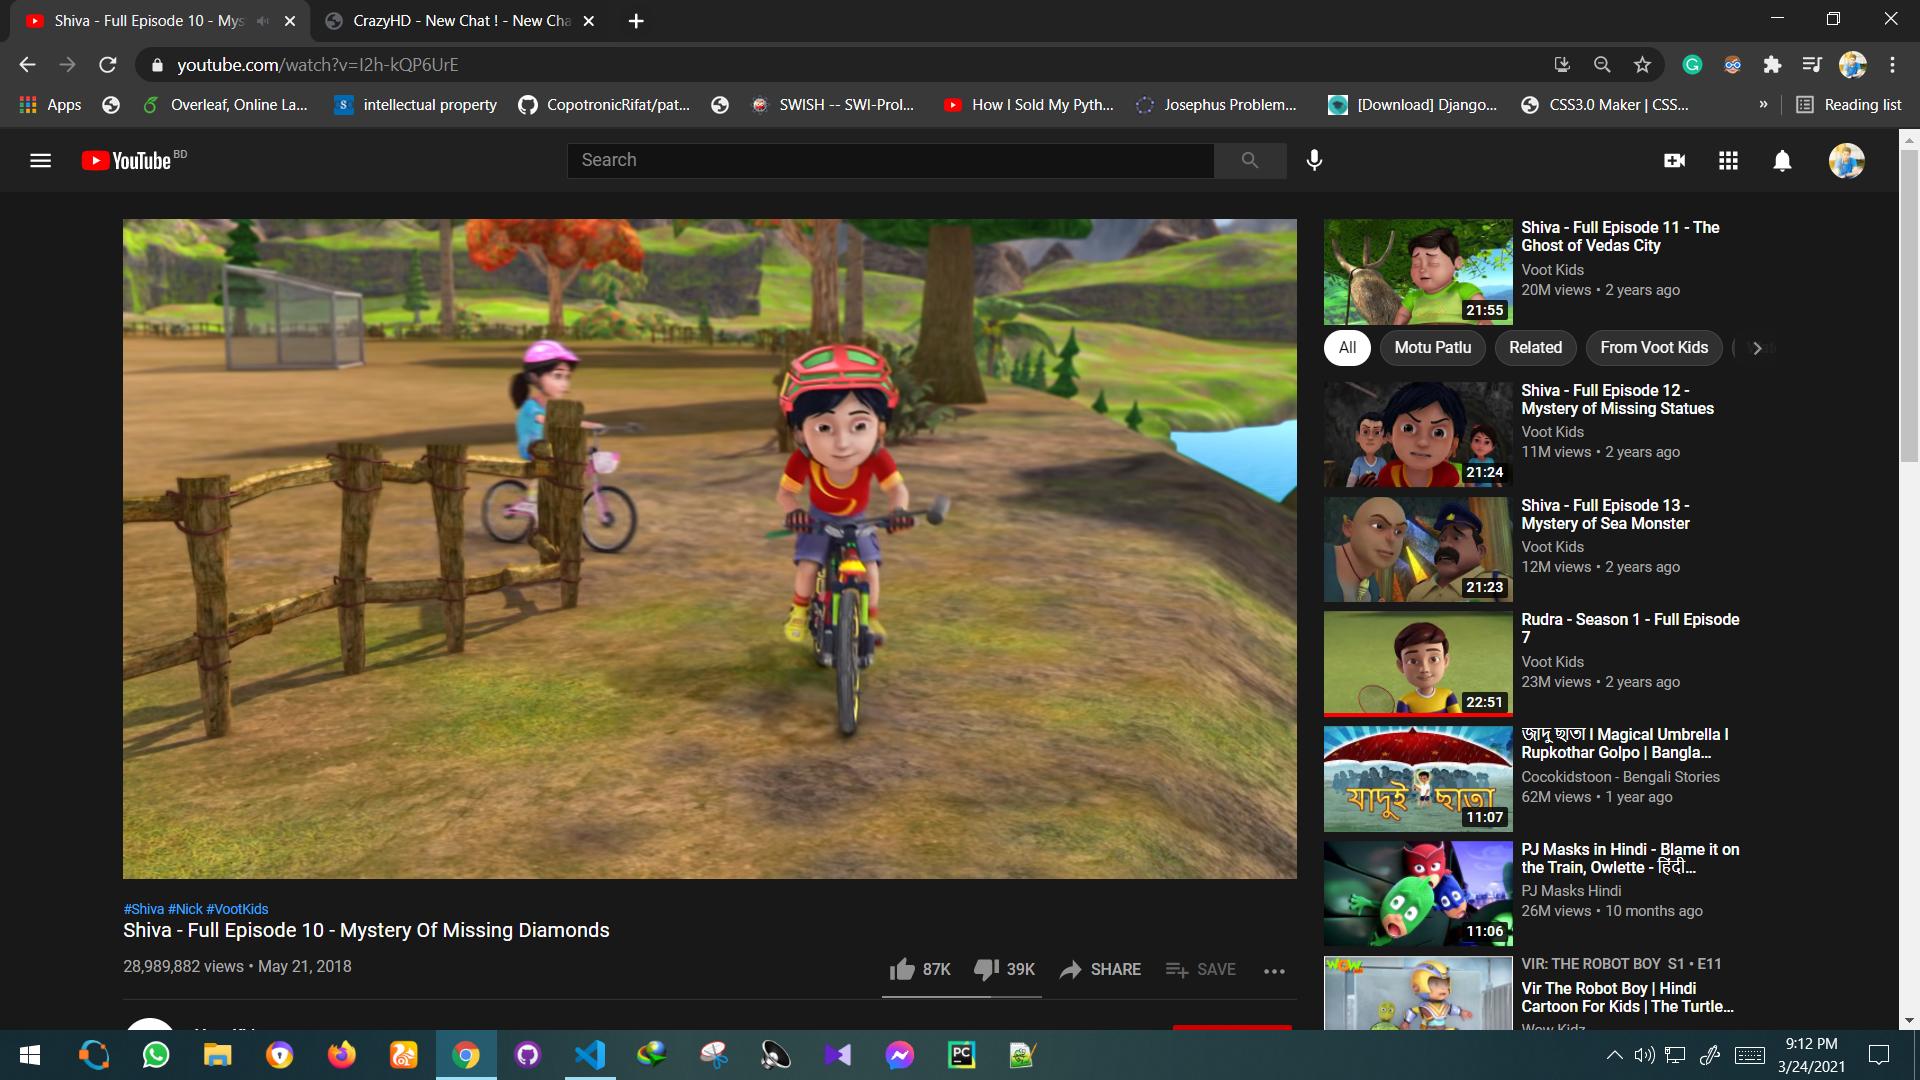 Shiva - Full Episode 10 - Mys
CrazyHD - New Chat ! - New Cha
youtube.com/watch?v=I2h-kQP6UrE
Apps
Overleaf, Online La...
intellectual property
CopotronicRifat/pat...
SWISH -- SWI-Prol...
How I Sold My Pyth...
Josephus Problem...
[Download] Django...
CSS3.0 Maker | CSS...
»
Reading list
YouTube BD
Search
Shiva - Full Episode 11 - The
Ghost of Vedas City
Voot Kids
20M views • 2 years ago
21:55
All
Motu Patlu
Related
From Voot Kids
Shiva - Full Episode 12 -
Mystery of Missing Statues
Voot Kids
11M views • 2 years ago
21:24
Shiva - Full Episode 13 -
Mystery of Sea Monster
Voot Kids
12M views • 2 years ago
21:23
Rudra - Season 1 - Full Episode
7
Voot Kids
23M views • 2 years ago
22:51
জাদু ছাতা I Magical Umbrella I
Rupkothar Golpo | Bangla...
Cocokidstoon - Bengali Stories
62M views • 1 year ago
যাদুই ছাতা
11:07
PJ Masks in Hindi - Blame it on
the Train, Owlette - हिंदी...
PJ Masks Hindi
26M views • 10 months ago
11:06
WOW
VIR: THE ROBOT BOY S1 • E11
Vir The Robot Boy | Hindi
Cartoon For Kids | The Turtle...
Wow Kidz
#Shiva #Nick #VootKids
Shiva - Full Episode 10 - Mystery Of Missing Diamonds
28,989,882 views • May 21, 2018
87K
39K
SHARE
SAVE
PC
9:12 PM
3/24/2021